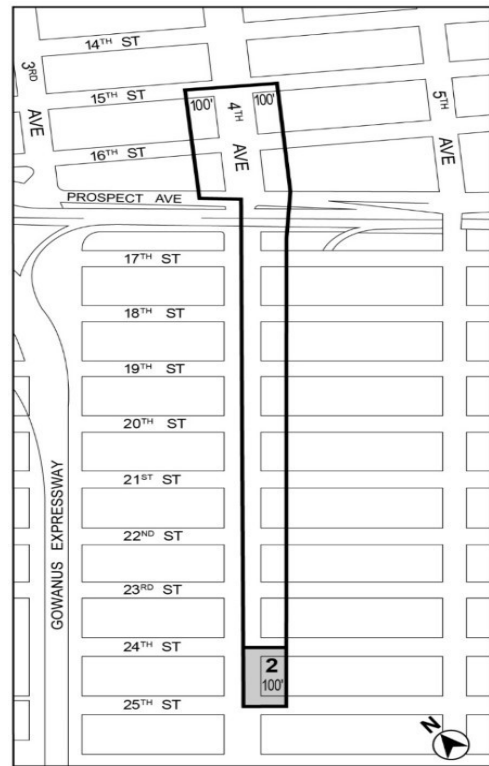 14TH ST
3RD
AVE
15TH ST
100'
4TH
AVE
100'
5TH
AVE
16TH ST
PROSPECT AVE
17TH ST
18TH ST
19TH ST
20TH ST
21ST ST
GOWANUS EXPRESSWAY
22ND ST
23RD ST
24TH ST
2
100'
25TH ST
N